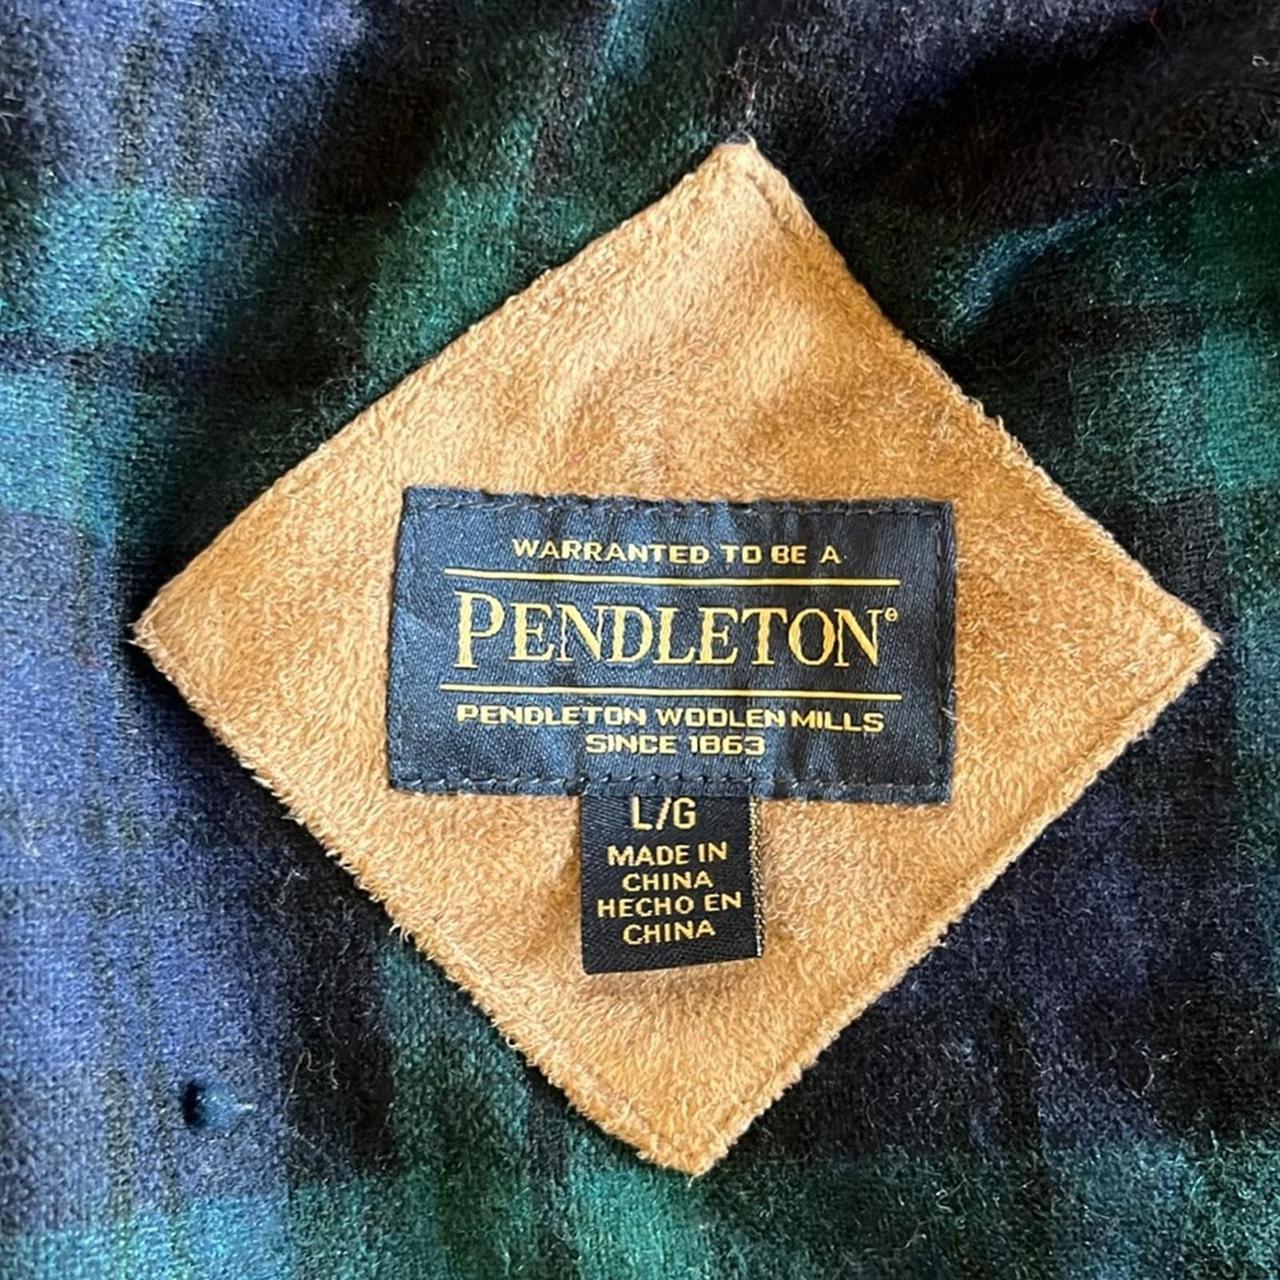 WARRANTED TO BE A
PENDLETON®
PENDLETON WOOLEN MILLS
SINCE 1863
L/G
MADE IN
CHINA
HECHO EN
CHINA